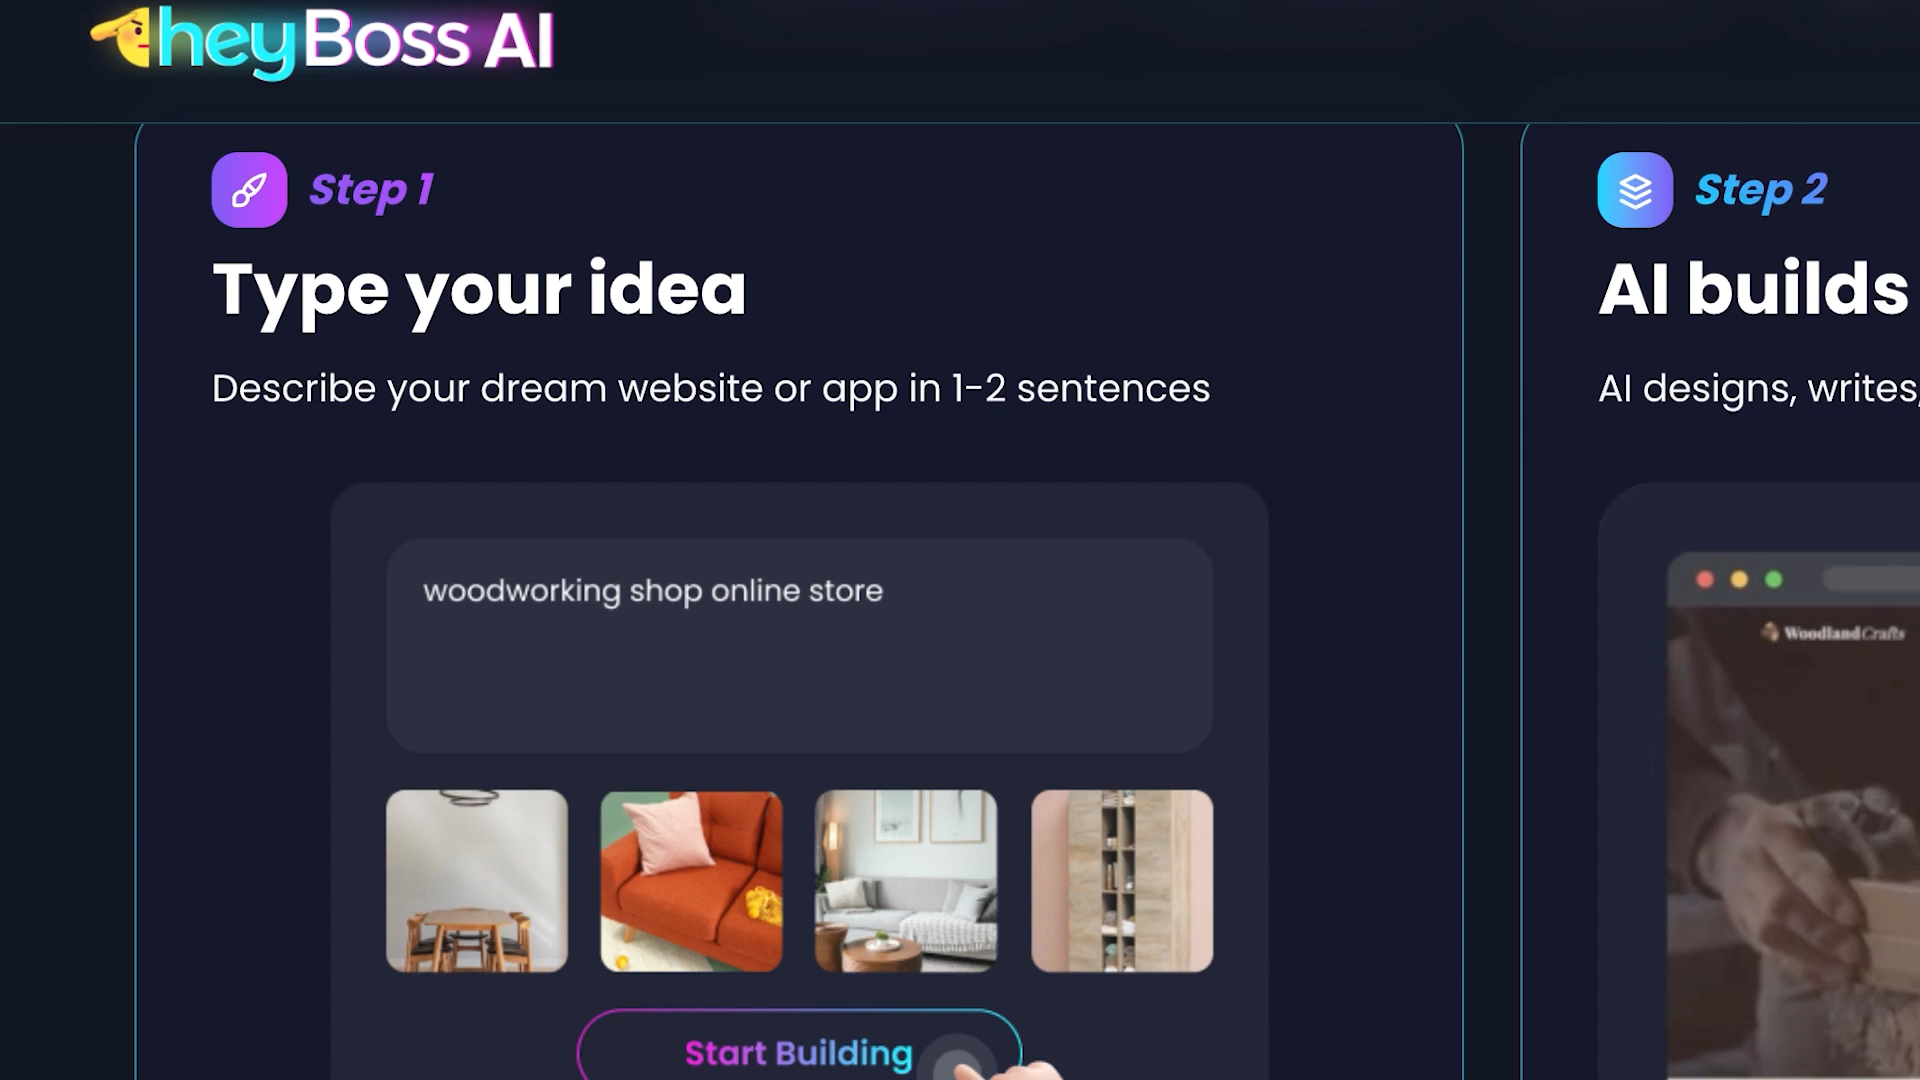 heyBoss AI
Step 1
Type your idea
Describe your dream website or app in 1-2 sentences
woodworking shop online store
Start Building
Step 2
AI builds
AI designs, writes,
WoodlandCrafts